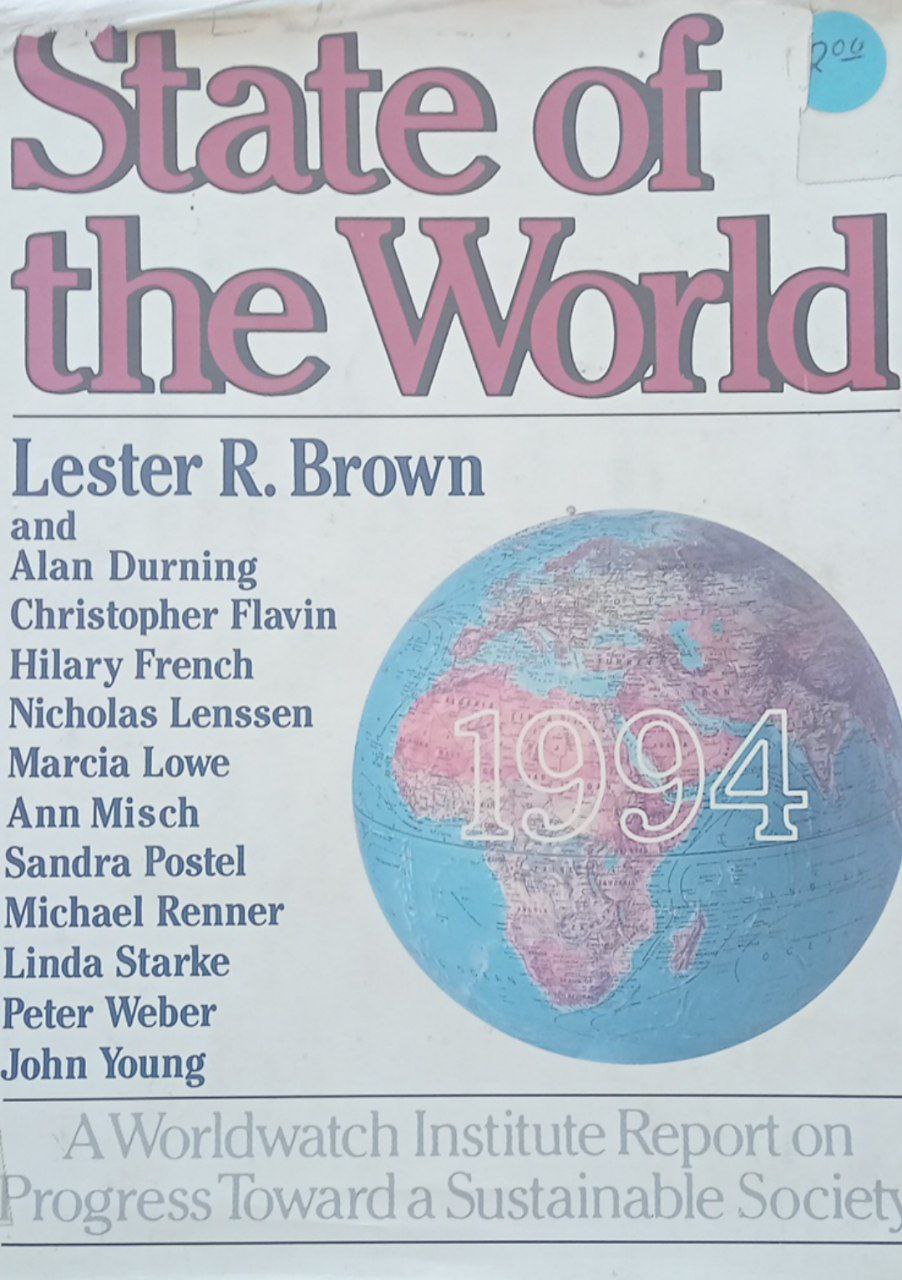 State of
the World
2 00
Lester R. Brown
and
Alan Durning
Christopher Flavin
Hilary French
Nicholas Lenssen
Marcia Lowe
Ann Misch
Sandra Postel
Michael Renner
Linda Starke
Peter Weber
John Young
1994
A Worldwatch Institute Report on
Progress Toward a Sustainable Society